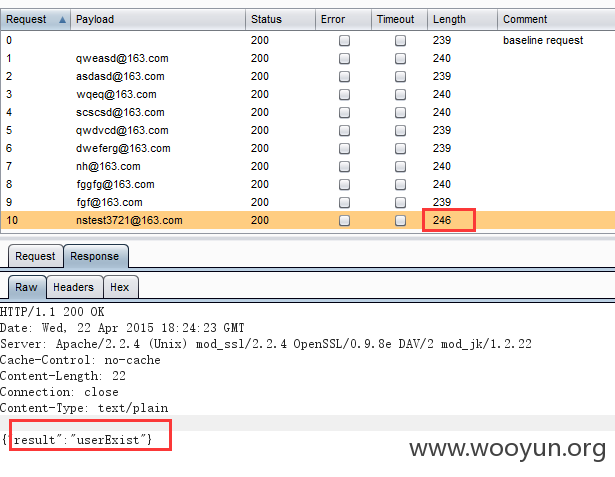 Request Payload Status Error Timeout Length Comment
0 200 239 baseline request
1 qweasd@163.com 200 240
2 asdasd@163.com 200 239
3 wqeq@163.com 200 240
4 scscsd@163.com 200 240
5 qwdvcd@163.com 200 239
6 dweferg@163.com 200 239
7 nh@163.com 200 240
8 fggfg@163.com 200 240
9 fgf@163.com 200 239
10 nstest3721@163.com 200 246
Request Response
Raw Headers Hex
HTTP/1.1 200 OK
Date: Wed, 22 Apr 2015 18:24:23 GMT
Server: Apache/2.2.4 (Unix) mod_ssl/2.2.4 OpenSSL/0.9.8e DAV/2 mod_jk/1.2.22
Cache-Control: no-cache
Content-Length: 22
Connection: close
Content-Type: text/plain
{"result":"userExist"}
www.wooyun.org